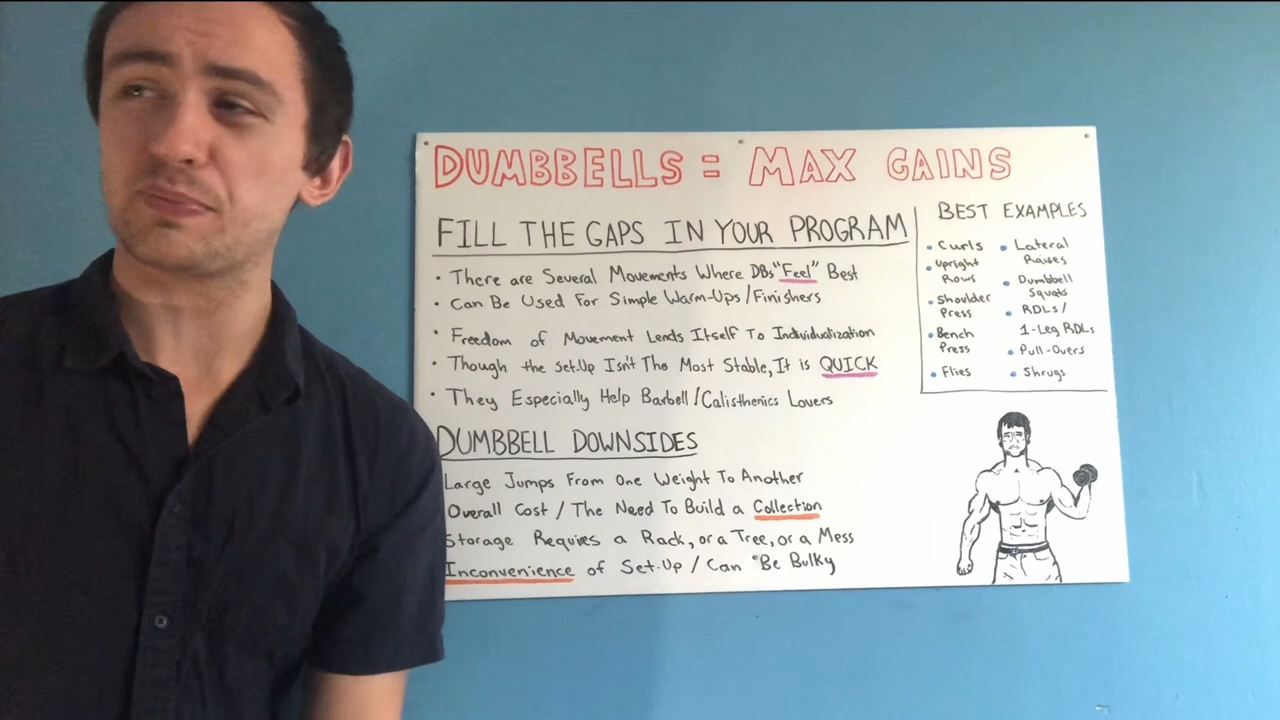 DUMBBELLS = MAX GAINS
FILL THE GAPS IN YOUR PROGRAM
• There are Several Movements Where DBs "Feel" Best
• Can Be Used For Simple Warm-Ups/Finishers
• Freedom of Movement Lends Itself To Individualization
• Though the Set-Up Isn't The Most Stable, It is QUICK
• They Especially Help Barbell/Calisthenics Lovers
DUMBBELL DOWNSIDES
Large Jumps From One Weight To Another
Overall Cost / The Need To Build a Collection
Storage Requires a Rack, or a Tree, or a Mess
Inconvenience of Set-Up / Can Be Bulky
BEST EXAMPLES
• Curls
• Upright
Rows
• Shoulder
Press
• Bench
Press
• Flies
• Lateral
Raises
• Dumbbell
Squats
• RDLs/
1-Leg RDLs
• Pull-Overs
• Shrugs